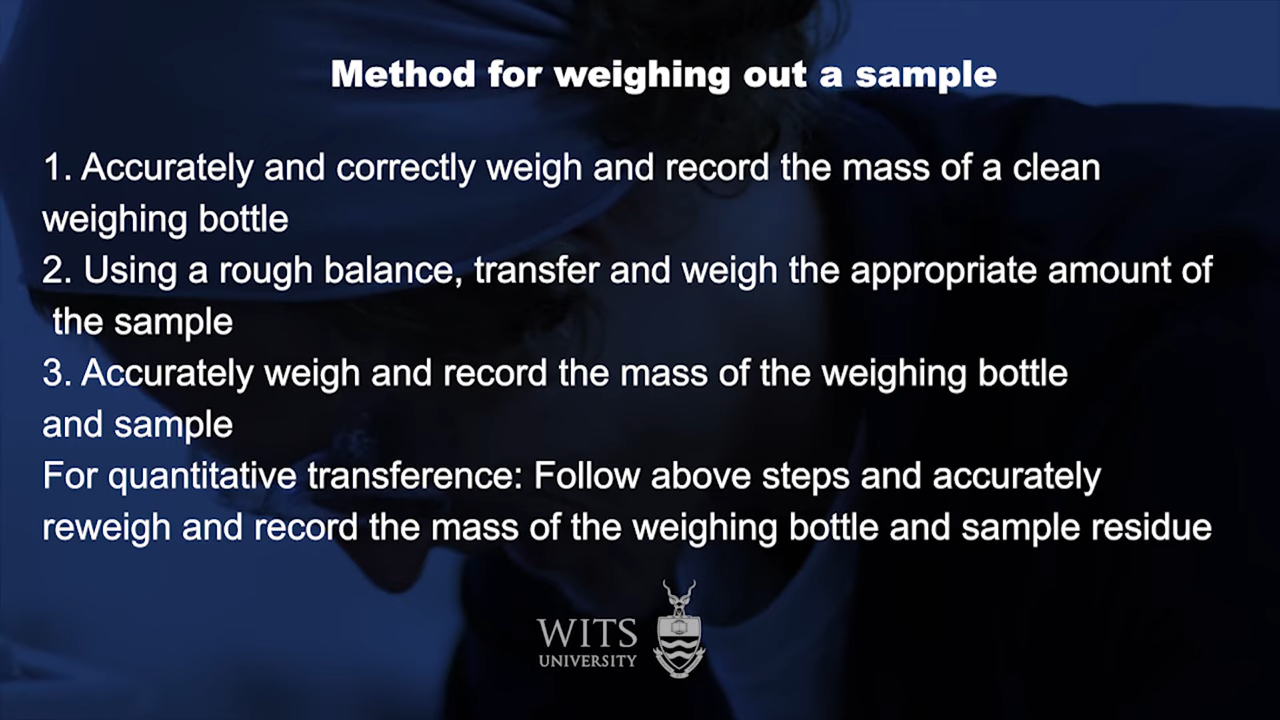 Method for weighing out a sample
1. Accurately and correctly weigh and record the mass of a clean
weighing bottle
2. Using a rough balance, transfer and weigh the appropriate amount of
the sample
3. Accurately weigh and record the mass of the weighing bottle
and sample
For quantitative transference: Follow above steps and accurately
reweigh and record the mass of the weighing bottle and sample residue
WITS
UNIVERSITY